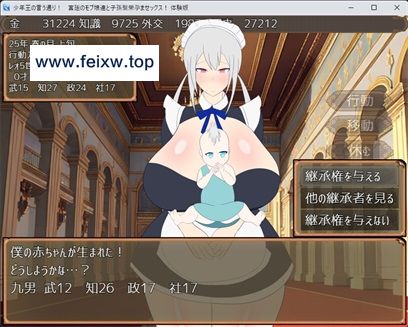 少年王の言う通り！ 宮廷のモブ娘達と子孫繁栄孕ませックス！ 体験版
金 31224 知識 9725 外交 27212
25年 春の月 上旬
www.feixw.top
武15 知17 政24 社17
行動
移動
休む
継承権を与える
他の継承者を見る
継承権を与えない
僕の赤ちゃんが生まれた！
どうしようかな…？
九男 武12 知26 政17 社17